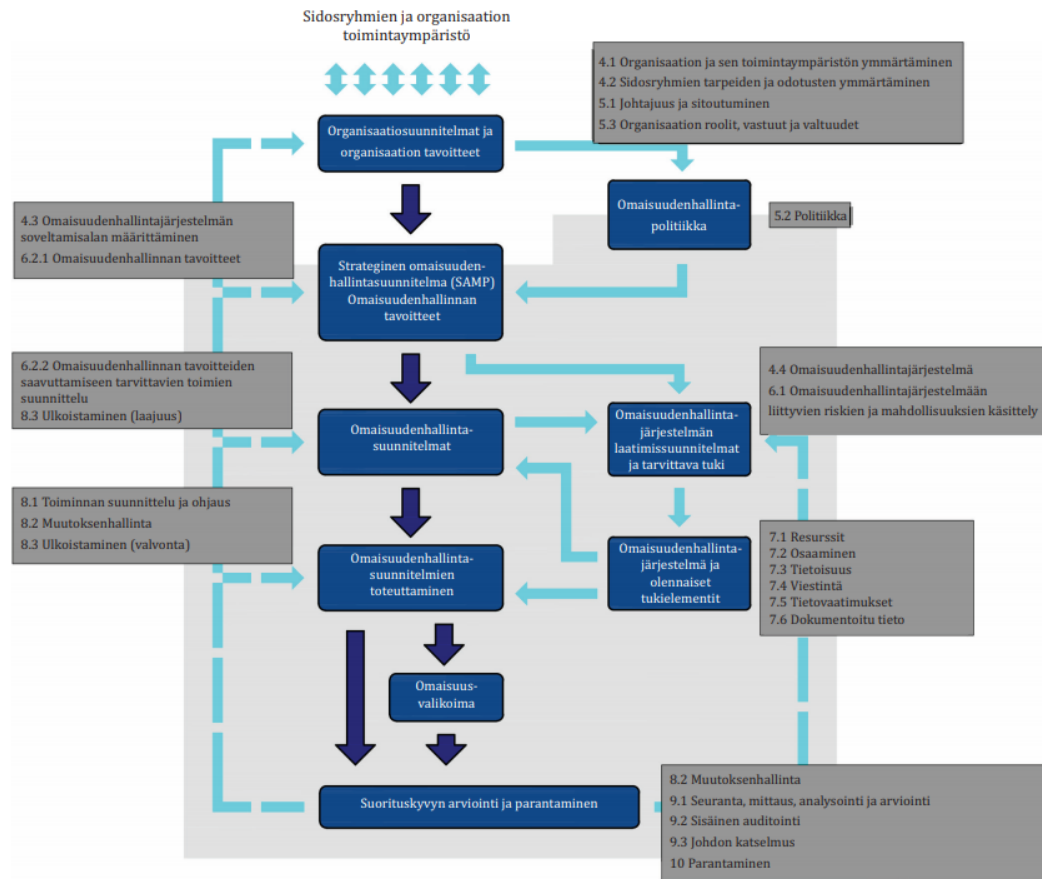 Sidosryhmien ja organisaation
toimintaympäristö
4.1 Organisaation ja sen toimintaympäristön ymmärtäminen
4.2 Sidosryhmien tarpeiden ja odotusten ymmärtäminen
5.1 Johtajuus ja sitoutuminen
5.3 Organisaation roolit, vastuut ja valtuudet
Organisaatiosuunnitelmat ja
organisaation tavoitteet
Omaisuudenhallinta-
politiikka
5.2 Politiikka
4.3 Omaisuudenhallintajärjestelmän
soveltamisalan määrittäminen
6.2.1 Omaisuudenhallinnan tavoitteet
Strateginen omaisuuden-
hallintasuunnitelma (SAMP)
Omaisuudenhallinnan
tavoitteet
6.2.2 Omaisuudenhallinnan tavoitteiden
saavuttamiseen tarvittavien toimien
suunnittelu
8.3 Ulkoistaminen (laajuus)
4.4 Omaisuudenhallintajärjestelmä
6.1 Omaisuudenhallintajärjestelmään
liittyvien riskien ja mahdollisuuksien käsittely
Omaisuudenhallinta-
suunnitelmat
Omaisuudenhallinta-
järjestelmän
laatimissuunnitelmat
ja tarvittava tuki
8.1 Toiminnan suunnittelu ja ohjaus
8.2 Muutoksenhallinta
8.3 Ulkoistaminen (valvonta)
7.1 Resurssit
7.2 Osaaminen
7.3 Tietoisuus
7.4 Viestintä
7.5 Tietovaatimukset
7.6 Dokumentoitu tieto
Omaisuudenhallinta-
suunnitelmien
toteuttaminen
Omaisuudenhallinta-
järjestelmä ja
olennaiset
tukielementit
Omaisuus-
valikoima
Suorituskyvyn arviointi ja parantaminen
8.2 Muutoksenhallinta
9.1 Seuranta, mittaus, analysointi ja arviointi
9.2 Sisäinen auditointi
9.3 Johdon katselmus
10 Parantaminen